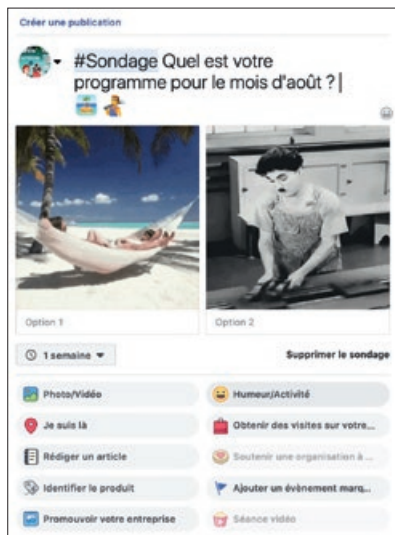 Créer une publication
#Sondage Quel est votre
programme pour le mois d'août ?
Option 1
Option 2
1 semaine
Supprimer le sondage
Photo/Vidéo
Humeur/Activité
Je suis là
Obtenir des visites sur votre...
Rédiger un article
Soutenir une organisation à ...
Identifier le produit
Ajouter un évènement marq...
Promouvoir votre entreprise
Séance vidéo